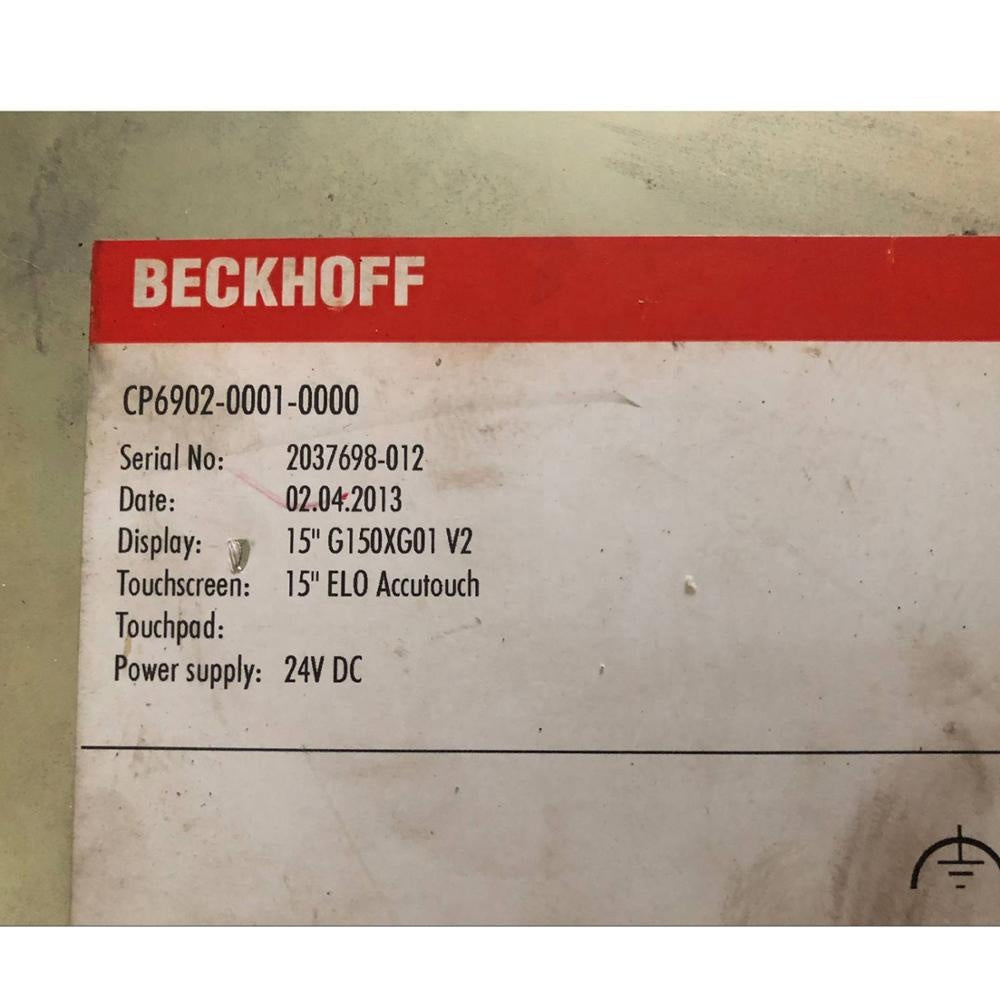 BECKHOFF
CP6902-0001-0000
Serial No: 2037698-012
Date: 02.04.2013
Display: 15" G150XG01 V2
Touchscreen: 15" ELO Accutouch
Touchpad:
Power supply: 24V DC